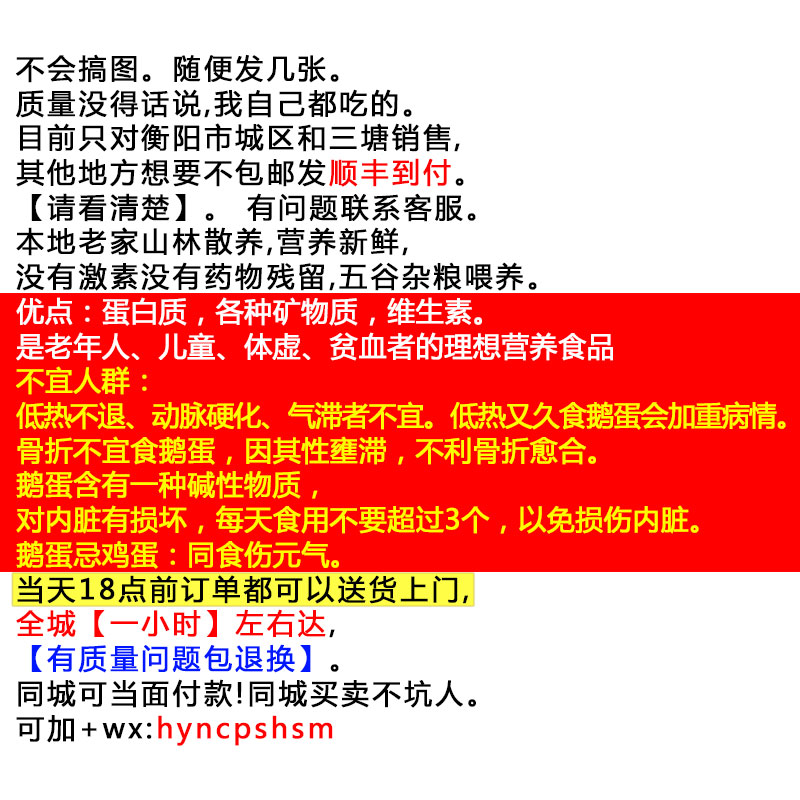 不会搞图。随便发几张。
质量没得话说,我自己都吃的。
目前只对衡阳市城区和三塘销售,
其他地方想要不包邮发顺丰到付。
【请看清楚】。 有问题联系客服。
本地老家山林散养,营养新鲜,
没有激素没有药物残留,五谷杂粮喂养。
优点：蛋白质，各种矿物质，维生素。
是老年人、儿童、体虚、贫血者的理想营养食品
不宜人群：
低热不退、动脉硬化、气滞者不宜。低热又久食鹅蛋会加重病情。
骨折不宜食鹅蛋，因其性壅滞，不利骨折愈合。
鹅蛋含有一种碱性物质，
对内脏有损坏，每天食用不要超过3个，以免损伤内脏。
鹅蛋忌鸡蛋：同食伤元气。
当天18点前订单都可以送货上门,
全城【一小时】左右达,
【有质量问题包退换】。
同城可当面付款!同城买卖不坑人。
可加+wx:hyncpshsm